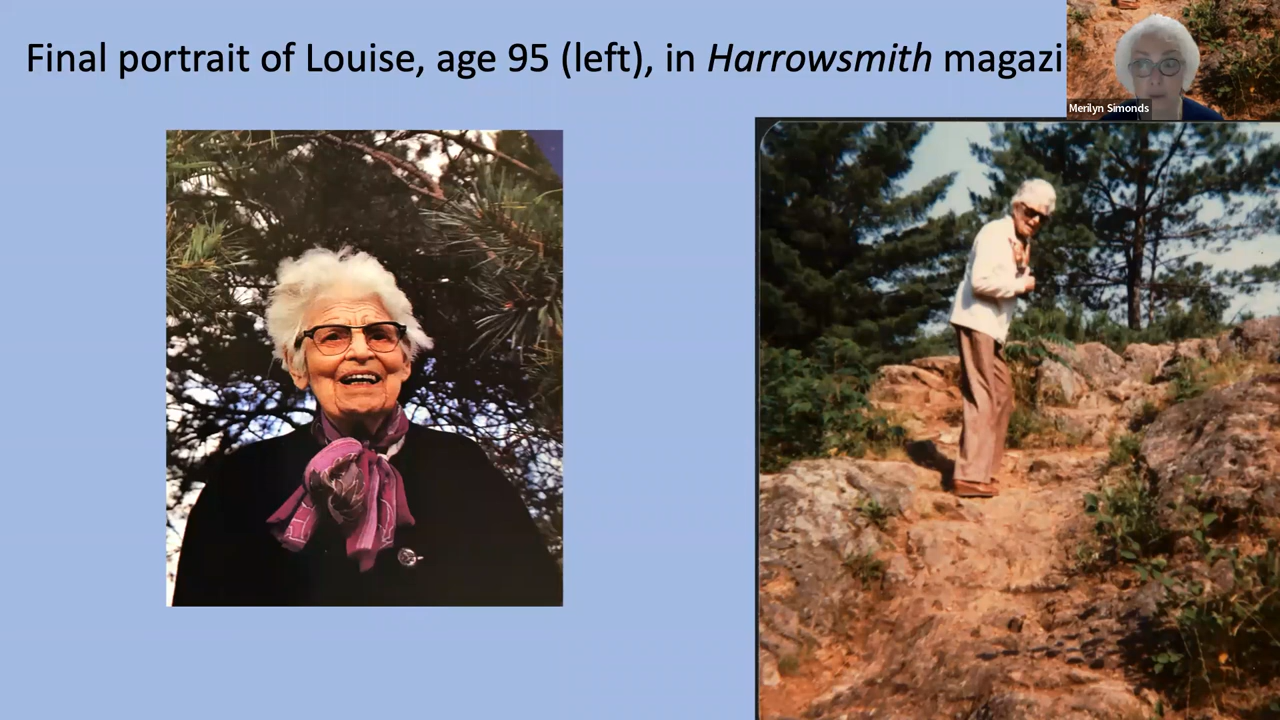 Final portrait of Louise, age 95 (left), in Harrowsmith magazi
Merilyn Simonds